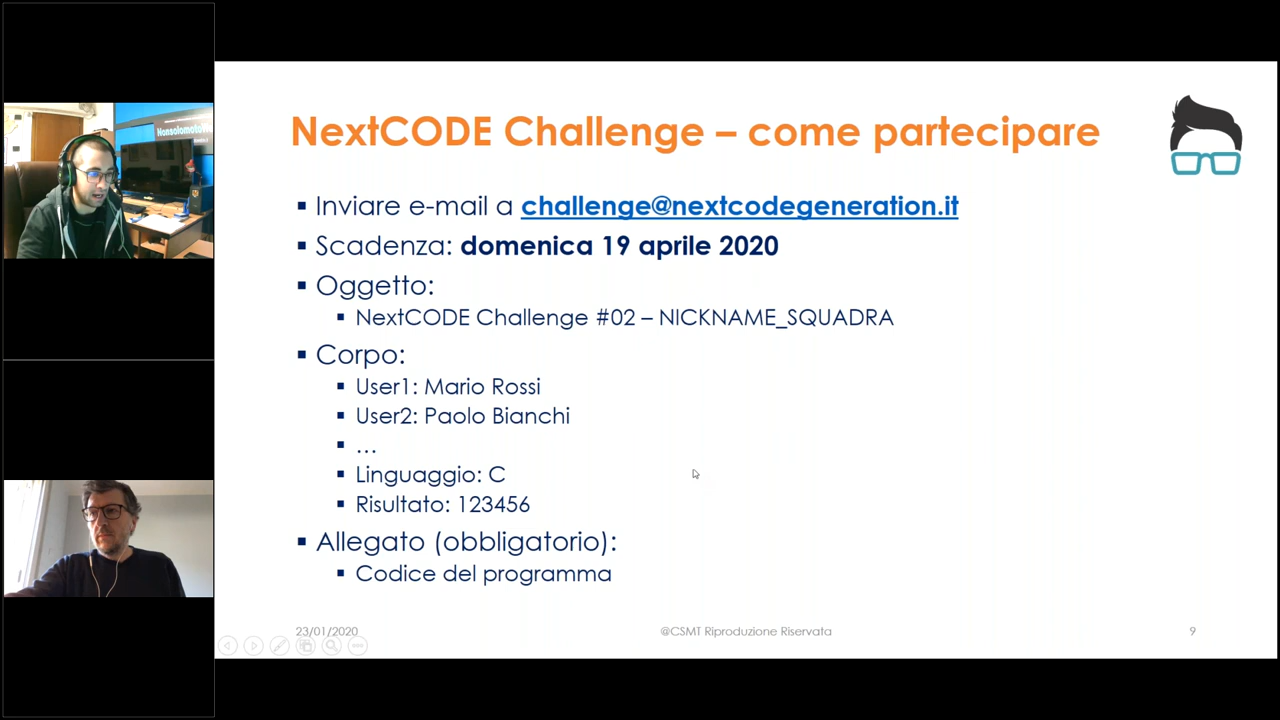 NextCODE Challenge – come partecipare
Inviare e-mail a challenge@nextcodegeneration.it
Scadenza: domenica 19 aprile 2020
Oggetto:
NextCODE Challenge #02 – NICKNAME_SQUADRA
Corpo:
User1: Mario Rossi
User2: Paolo Bianchi
…
Linguaggio: C
Risultato: 123456
Allegato (obbligatorio):
Codice del programma
23/01/2020
@CSMT Riproduzione Riservata
9